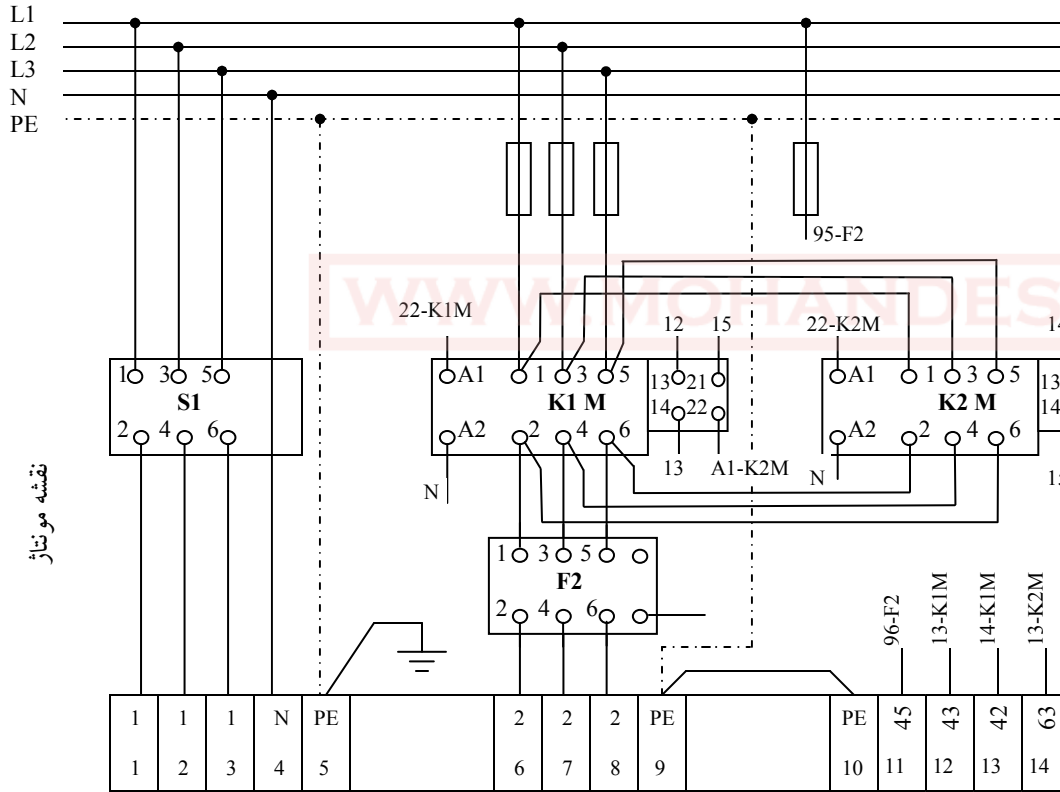 L1
L2
L3
N
PE
95-F2
WWW.MOHANDES
22-K1M 12 15 22-K2M 14
1 3 5 A1 1 3 5 13 21 A1 1 3 5 13
S1 K1 M 14 22 K2 M 14
2 4 6 A2 2 4 6 A2 2 4 6
N 13 A1-K2M N 15
نقشه مونتاژ
1 3 5
F2
2 4 6
96-F2 13-K1M 14-K1M 13-K2M
1 1 1 N PE 2 2 2 PE PE 45 43 42 63
1 2 3 4 5 6 7 8 9 10 11 12 13 14